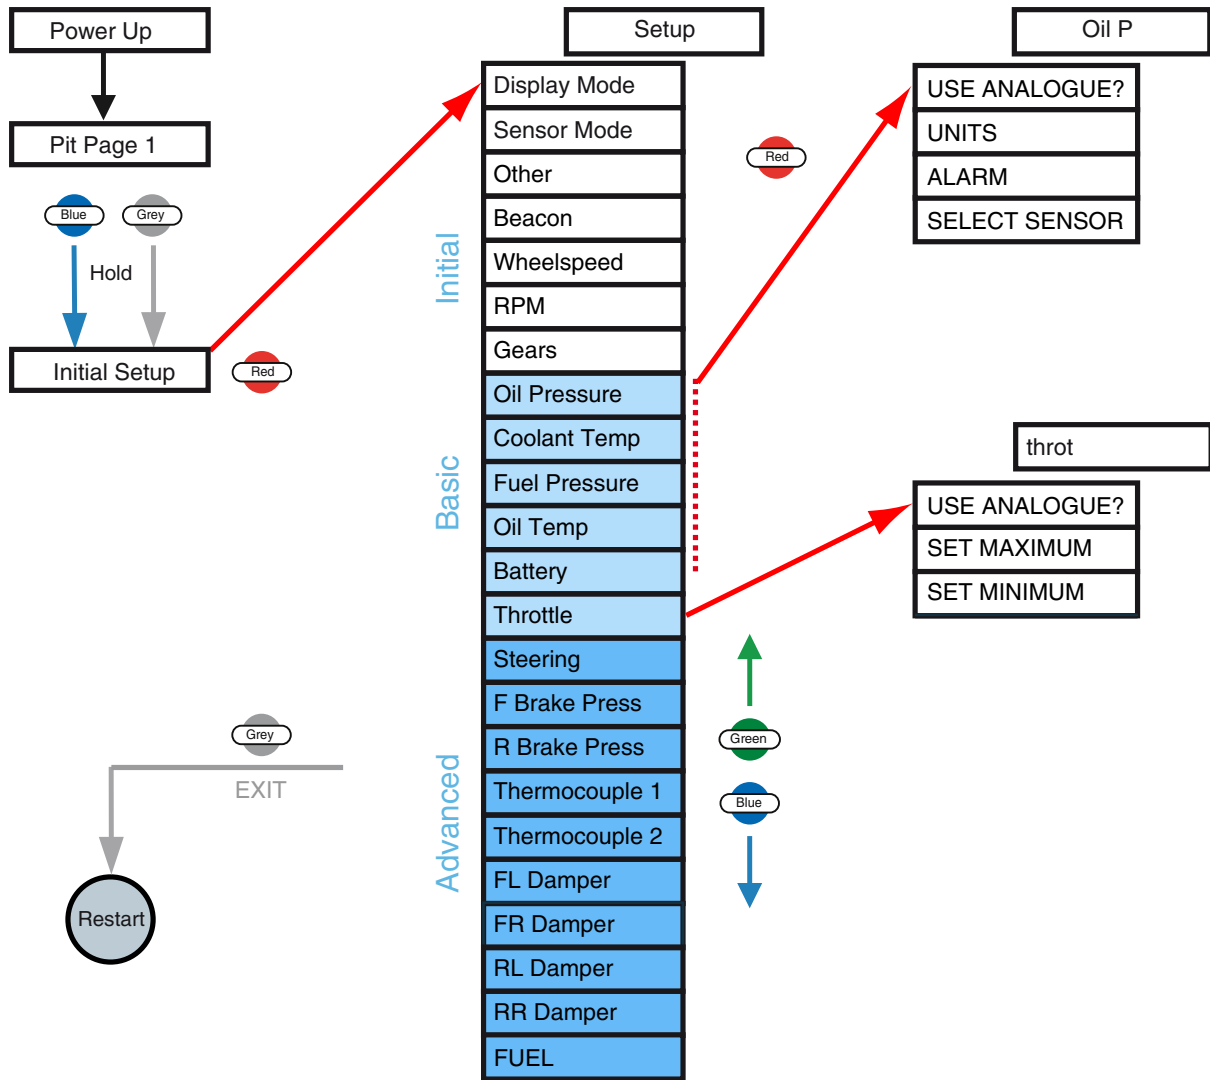 Power Up
Pit Page 1
Blue
Grey
Hold
Initial Setup
Red
Grey
EXIT
Restart
Setup
Initial
Display Mode
Sensor Mode
Other
Beacon
Wheelspeed
RPM
Gears
Basic
Oil Pressure
Coolant Temp
Fuel Pressure
Oil Temp
Battery
Throttle
Advanced
Steering
F Brake Press
R Brake Press
Thermocouple 1
Thermocouple 2
FL Damper
FR Damper
RL Damper
RR Damper
FUEL
Red
Green
Blue
Oil P
USE ANALOGUE?
UNITS
ALARM
SELECT SENSOR
throt
USE ANALOGUE?
SET MAXIMUM
SET MINIMUM